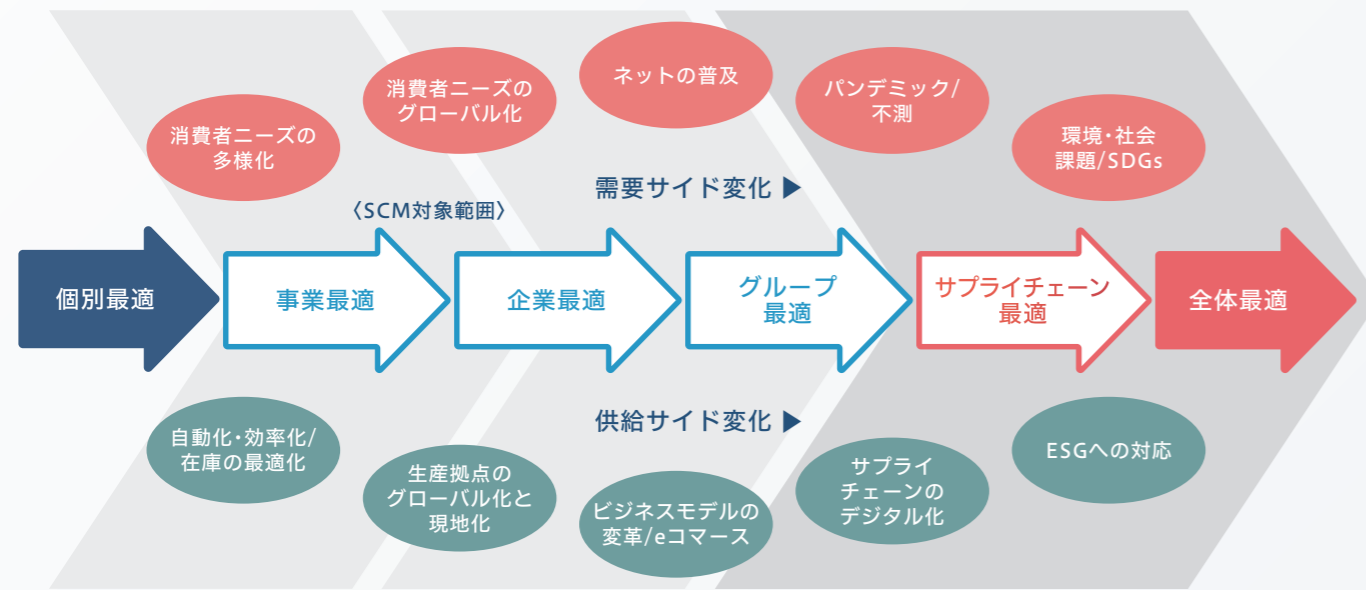 消費者ニーズの
多様化
消費者ニーズの
グローバル化
ネットの普及
パンデミック/
不測
環境・社会
課題/SDGs
需要サイド変化 ▶
〈SCM対象範囲〉
個別最適
事業最適
企業最適
グループ
最適
サプライチェーン
最適
全体最適
供給サイド変化 ▶
自動化・効率化/
在庫の最適化
生産拠点の
グローバル化と
現地化
ビジネスモデルの
変革/eコマース
サプライ
チェーンの
デジタル化
ESGへの対応